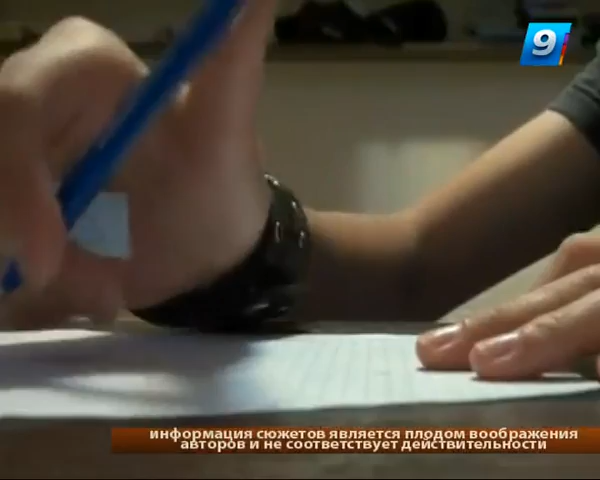 9
информация сюжетов является плодом воображения
авторов и не соответствует действительности